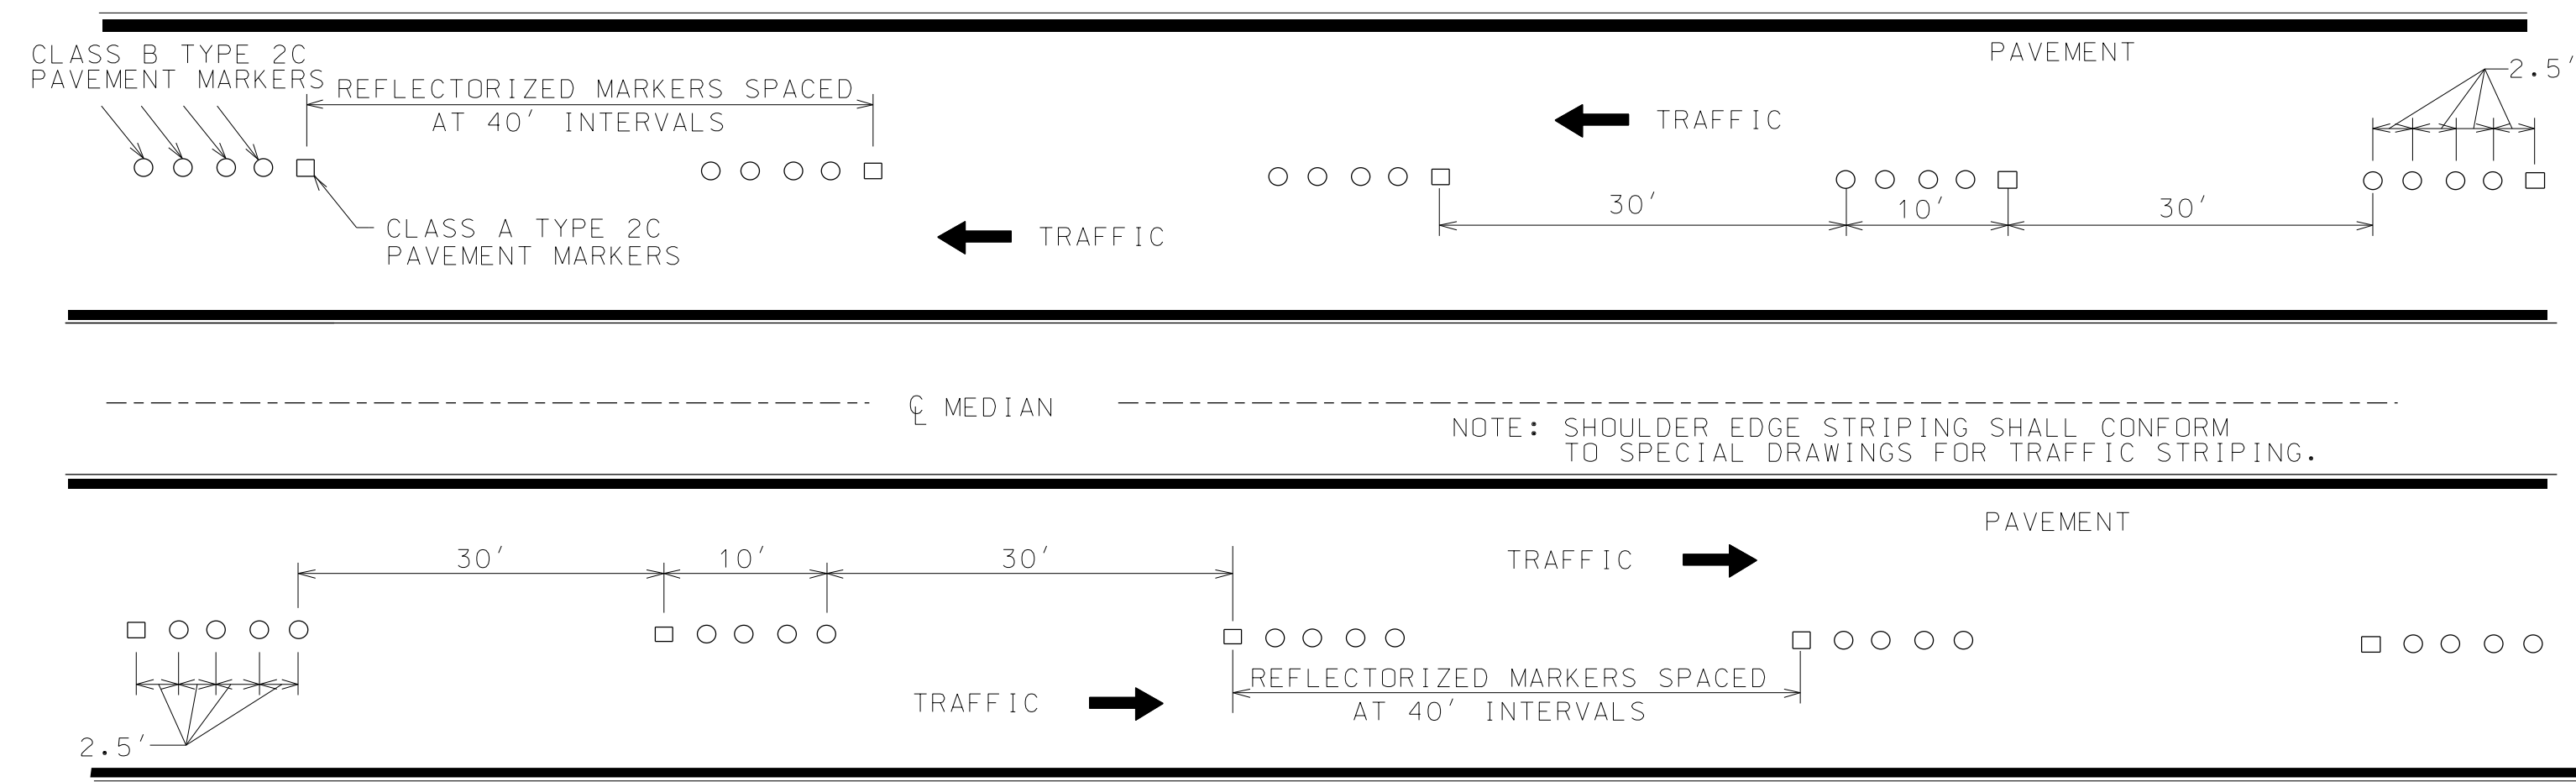 CLASS B TYPE 2C
PAVEMENT MARKERS
REFLECTORIZED MARKERS SPACED
AT 40' INTERVALS
PAVEMENT
2.5'
TRAFFIC
CLASS A TYPE 2C
PAVEMENT MARKERS
TRAFFIC
30'
10'
30'
℄ MEDIAN
NOTE: SHOULDER EDGE STRIPING SHALL CONFORM
TO SPECIAL DRAWINGS FOR TRAFFIC STRIPING.
PAVEMENT
30'
10'
30'
TRAFFIC
TRAFFIC
REFLECTORIZED MARKERS SPACED
AT 40' INTERVALS
2.5'